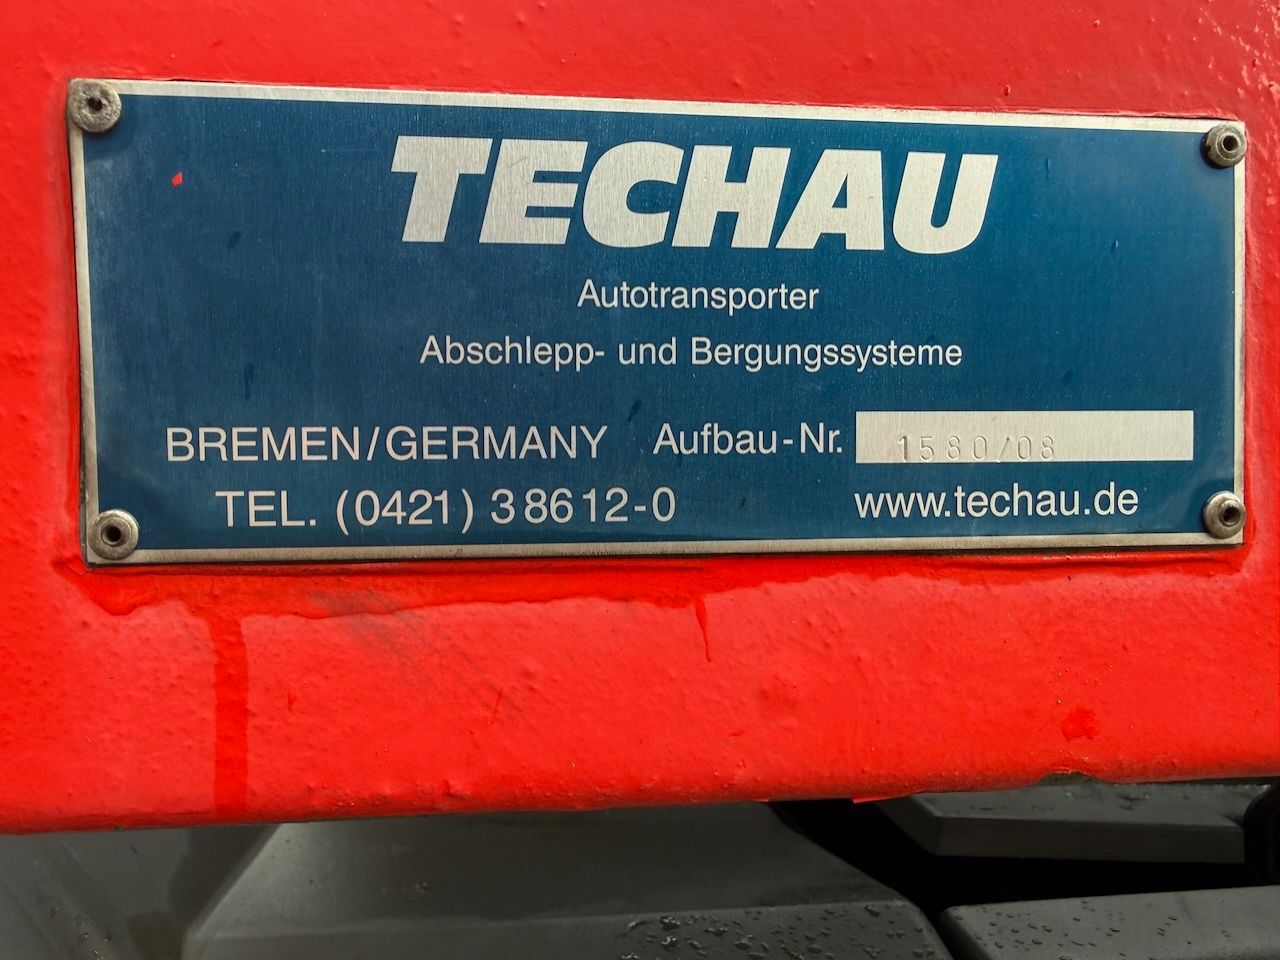 TECHAU
Autotransporter
Abschlepp- und Bergungssysteme
BREMEN/GERMANY Aufbau-Nr. 1580/08
TEL. (0421) 38612-0 www.techau.de